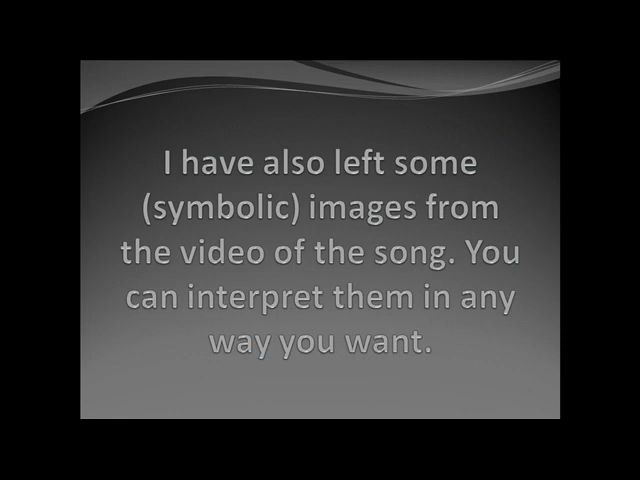 I have also left some
(symbolic) images from
the video of the song. You
can interpret them in any
way you want.